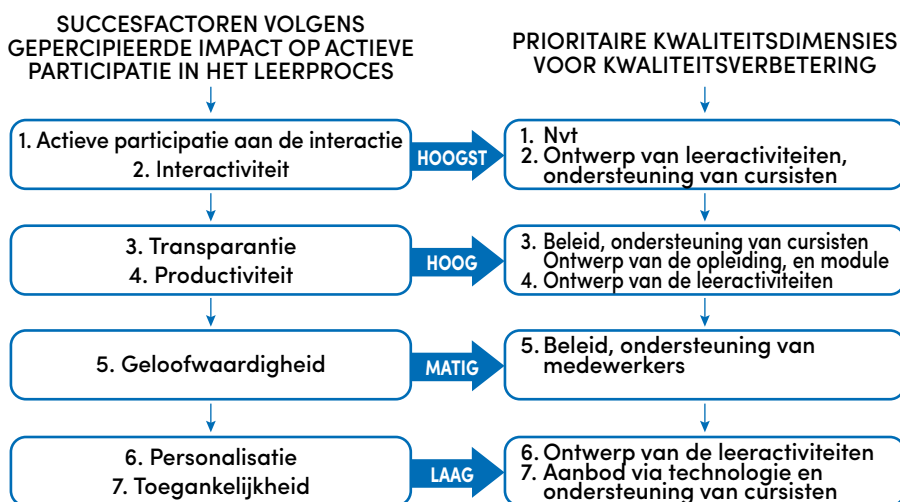 SUCCESFACTOREN VOLGENS
GEPERCIPIEERDE IMPACT OP ACTIEVE
PARTICIPATIE IN HET LEERPROCES
PRIORITAIRE KWALITEITSDIMENSIES
VOOR KWALITEITSVERBETERING
1. Actieve participatie aan de interactie
2. Interactiviteit
HOOGST
1. Nvt
2. Ontwerp van leeractiviteiten,
ondersteuning van cursisten
3. Transparantie
4. Productiviteit
HOOG
3. Beleid, ondersteuning van cursisten
Ontwerp van de opleiding, en module
4. Ontwerp van de leeractiviteiten
5. Geloofwaardigheid
MATIG
5. Beleid, ondersteuning van
medewerkers
6. Personalisatie
7. Toegankelijkheid
LAAG
6. Ontwerp van de leeractiviteiten
7. Aanbod via technologie en
ondersteuning van cursisten